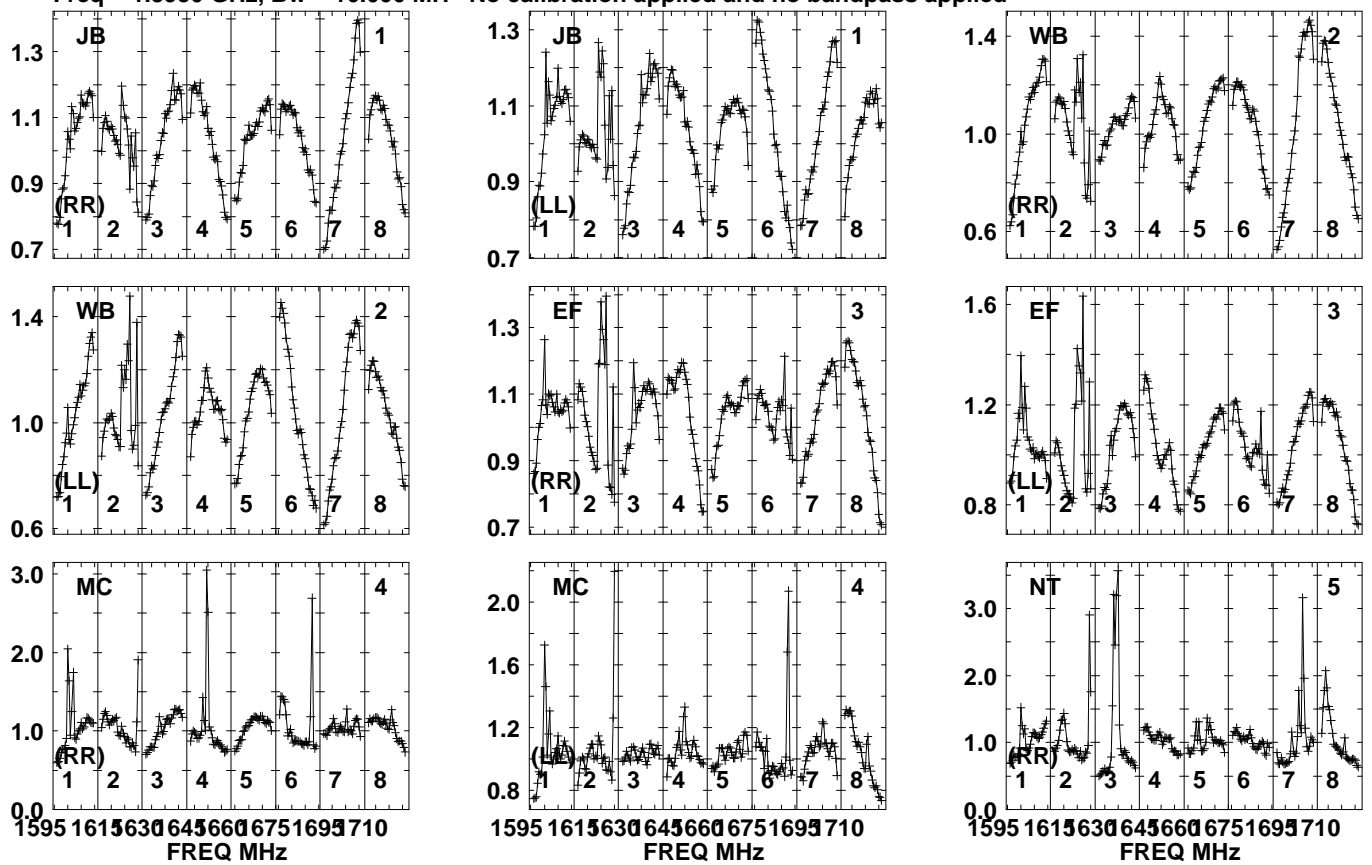 No calibration applied and no bandpass applied
JB 1 JB 1 WB 2
1.3 1.3 1.4
1.1 1.1 1.0
0.9 0.9
(RR) (LL) (RR)
1 2 3 4 5 6 7 8 1 2 3 4 5 6 7 8 1 2 3 4 5 6 7 8
0.7 0.7 0.6
WB 2 EF 3 EF 3
1.4 1.3 1.6
1.0 1.1 1.2
0.9
(LL) (RR) (LL)
1 2 3 4 5 6 7 8 1 2 3 4 5 6 7 8 1 2 3 4 5 6 7 8
0.6 0.7 0.8
MC 4 MC 4 NT 5
3.0 2.0 3.0
2.0 1.6 2.0
1.0 1.2 1.0
(RR) (LL) (RR)
1 2 3 4 5 6 7 8 1 2 3 4 5 6 7 8 1 2 3 4 5 6 7 8
0.0 0.8 0.0
1595 1615 1630 1645 1660 1675 1695 1710 1595 1615 1630 1645 1660 1675 1695 1710 1595 1615 1630 1645 1660 1675 1695 1710
FREQ MHz FREQ MHz FREQ MHz